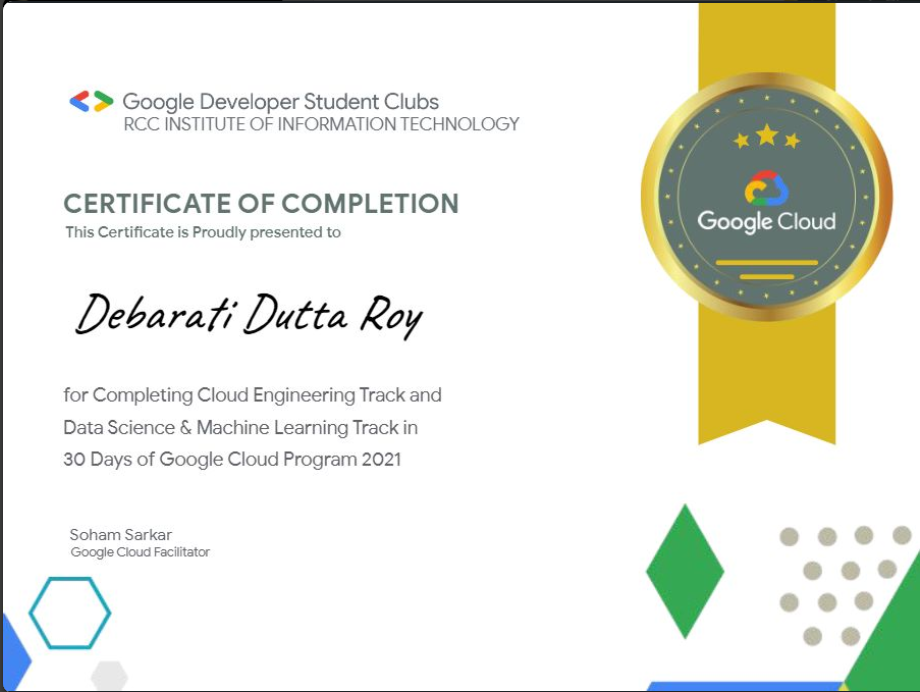 Google Developer Student Clubs
RCC INSTITUTE OF INFORMATION TECHNOLOGY
CERTIFICATE OF COMPLETION
This Certificate is Proudly presented to
Debarati Dutta Roy
for Completing Cloud Engineering Track and
Data Science & Machine Learning Track in
30 Days of Google Cloud Program 2021
Soham Sarkar
Google Cloud Facilitator
Google Cloud